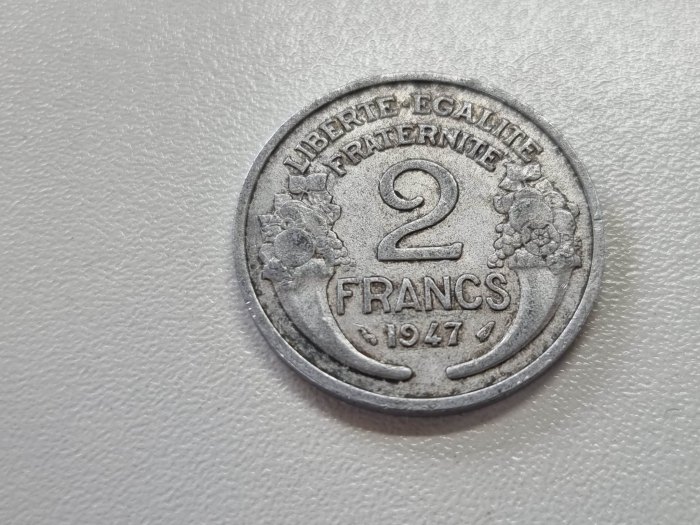 LIBERTE·EGALITE
FRATERNITE
2
FRANCS
1947